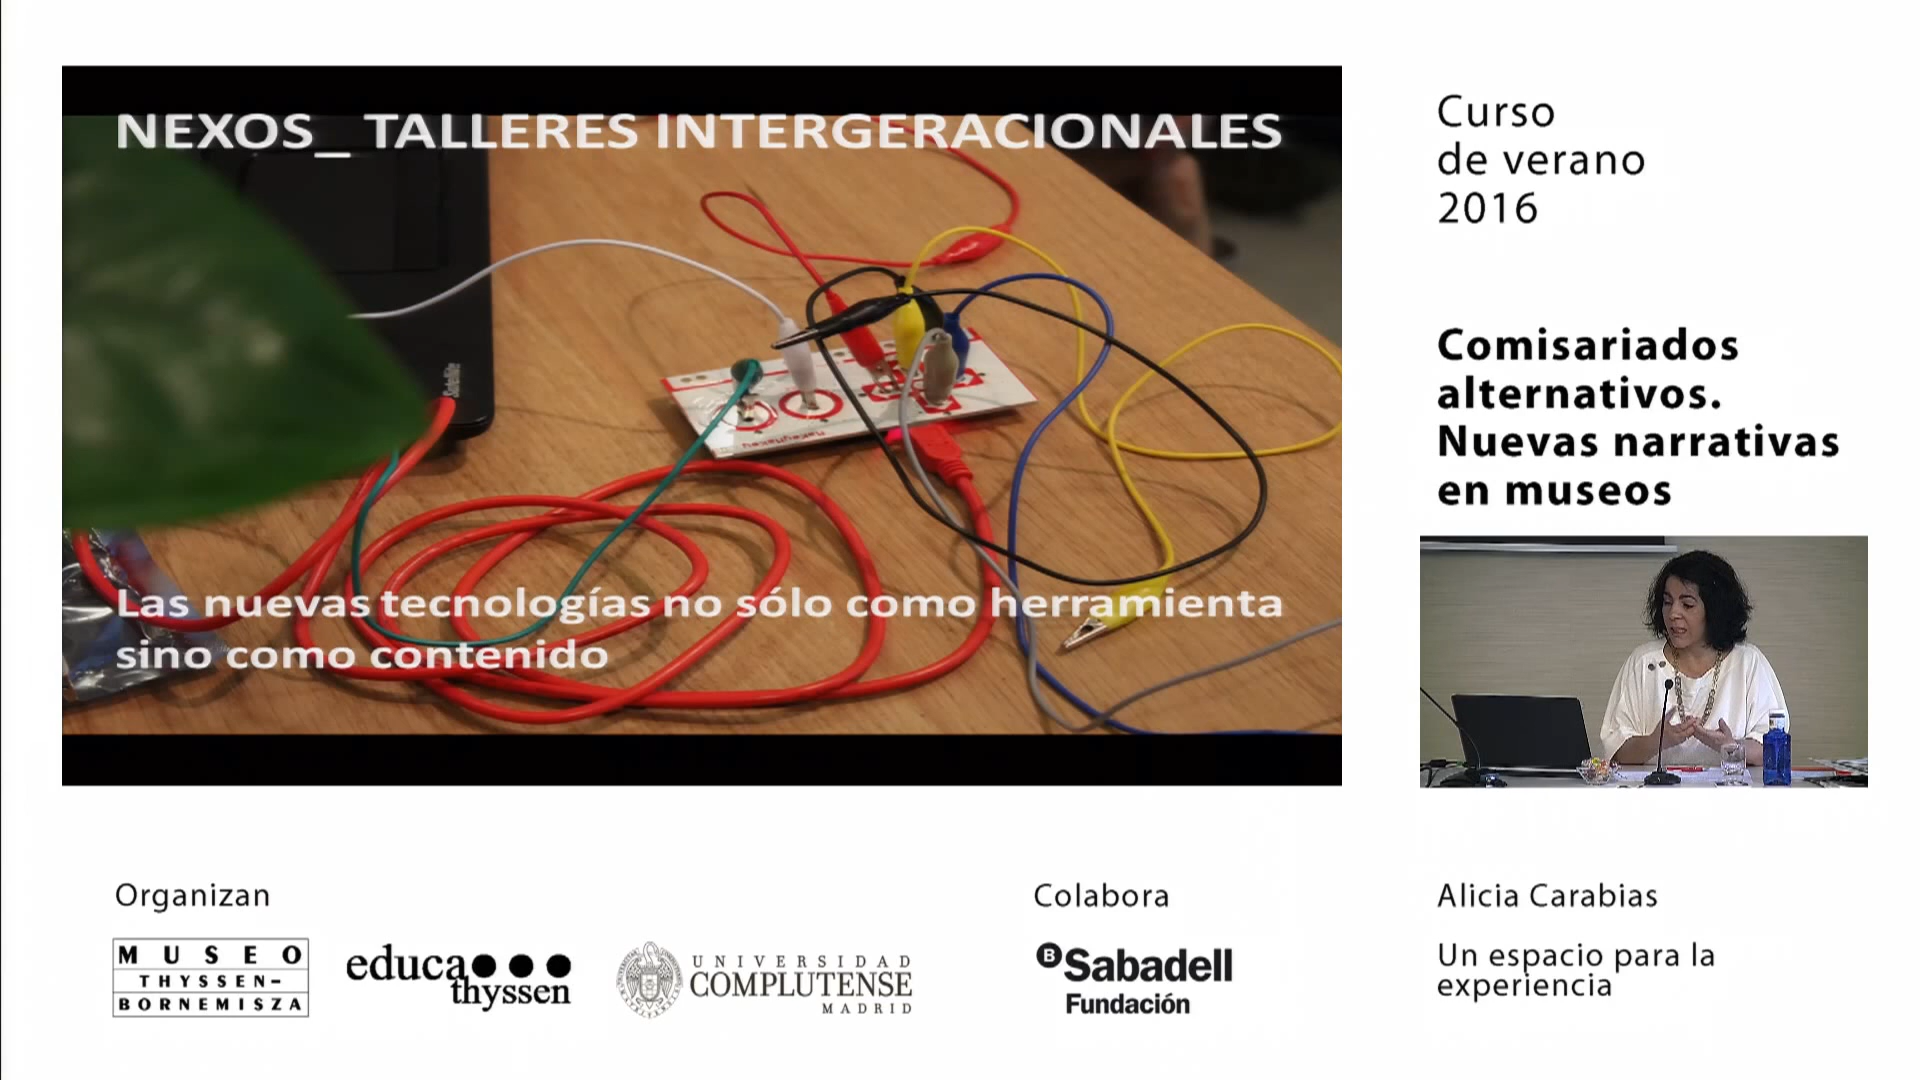 NEXOS_ TALLERES INTERGERACIONALES
Satellite
MaKeyMaKey
Las nuevas tecnologías no sólo como herramienta
sino como contenido
Curso
de verano
2016
Comisariados
alternativos.
Nuevas narrativas
en museos
Organizan
MUSEO
THYSSEN-
BORNEMISZA
educa
thyssen
UNIVERSIDAD
COMPLUTENSE
MADRID
Colabora
B Sabadell
Fundación
Alicia Carabias
Un espacio para la
experiencia